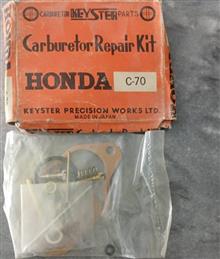 CARBURETOR KEYSTER PARTS
Carburetor Repair Kit
HONDA C-70
KEYSTER PRECISION WORKS LTD.
MADE IN JAPAN